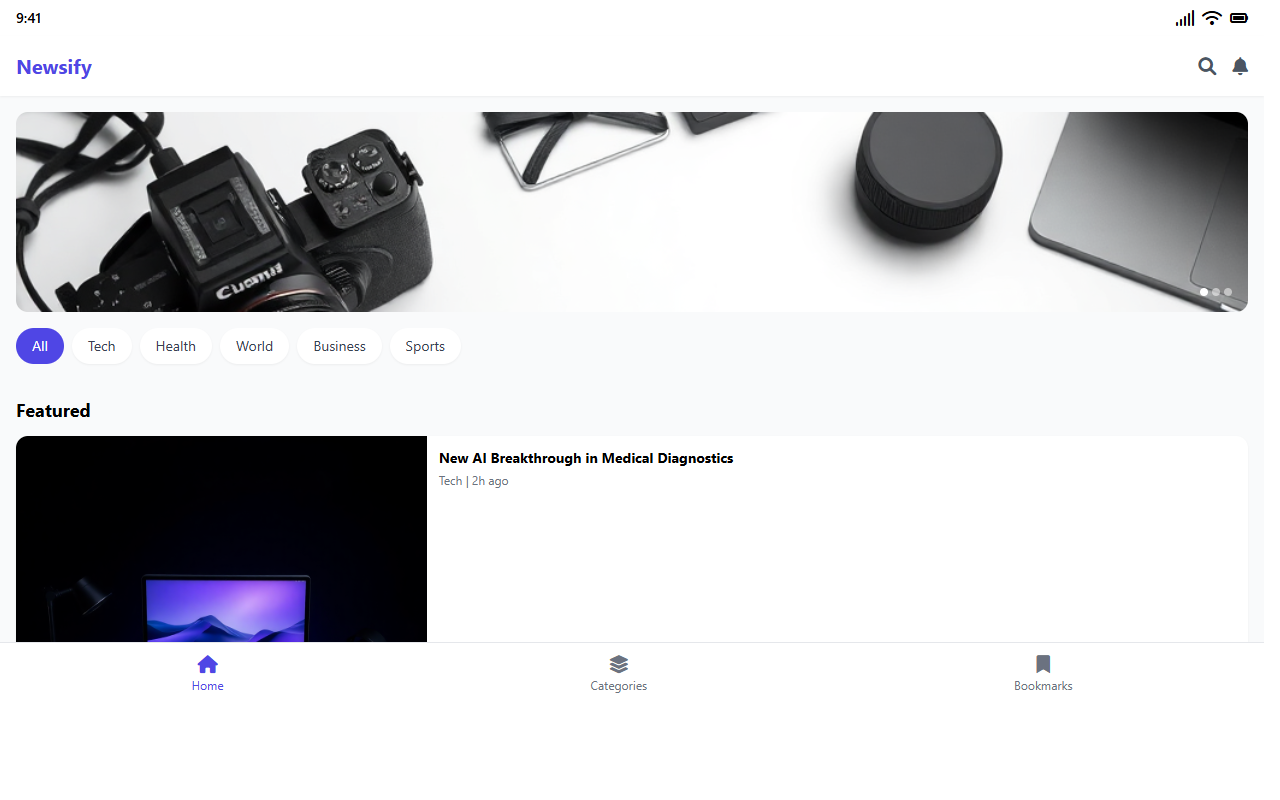 9:41
Newsify
All
Tech
Health
World
Business
Sports
Featured
New AI Breakthrough in Medical Diagnostics
Tech | 2h ago
Home
Categories
Bookmarks